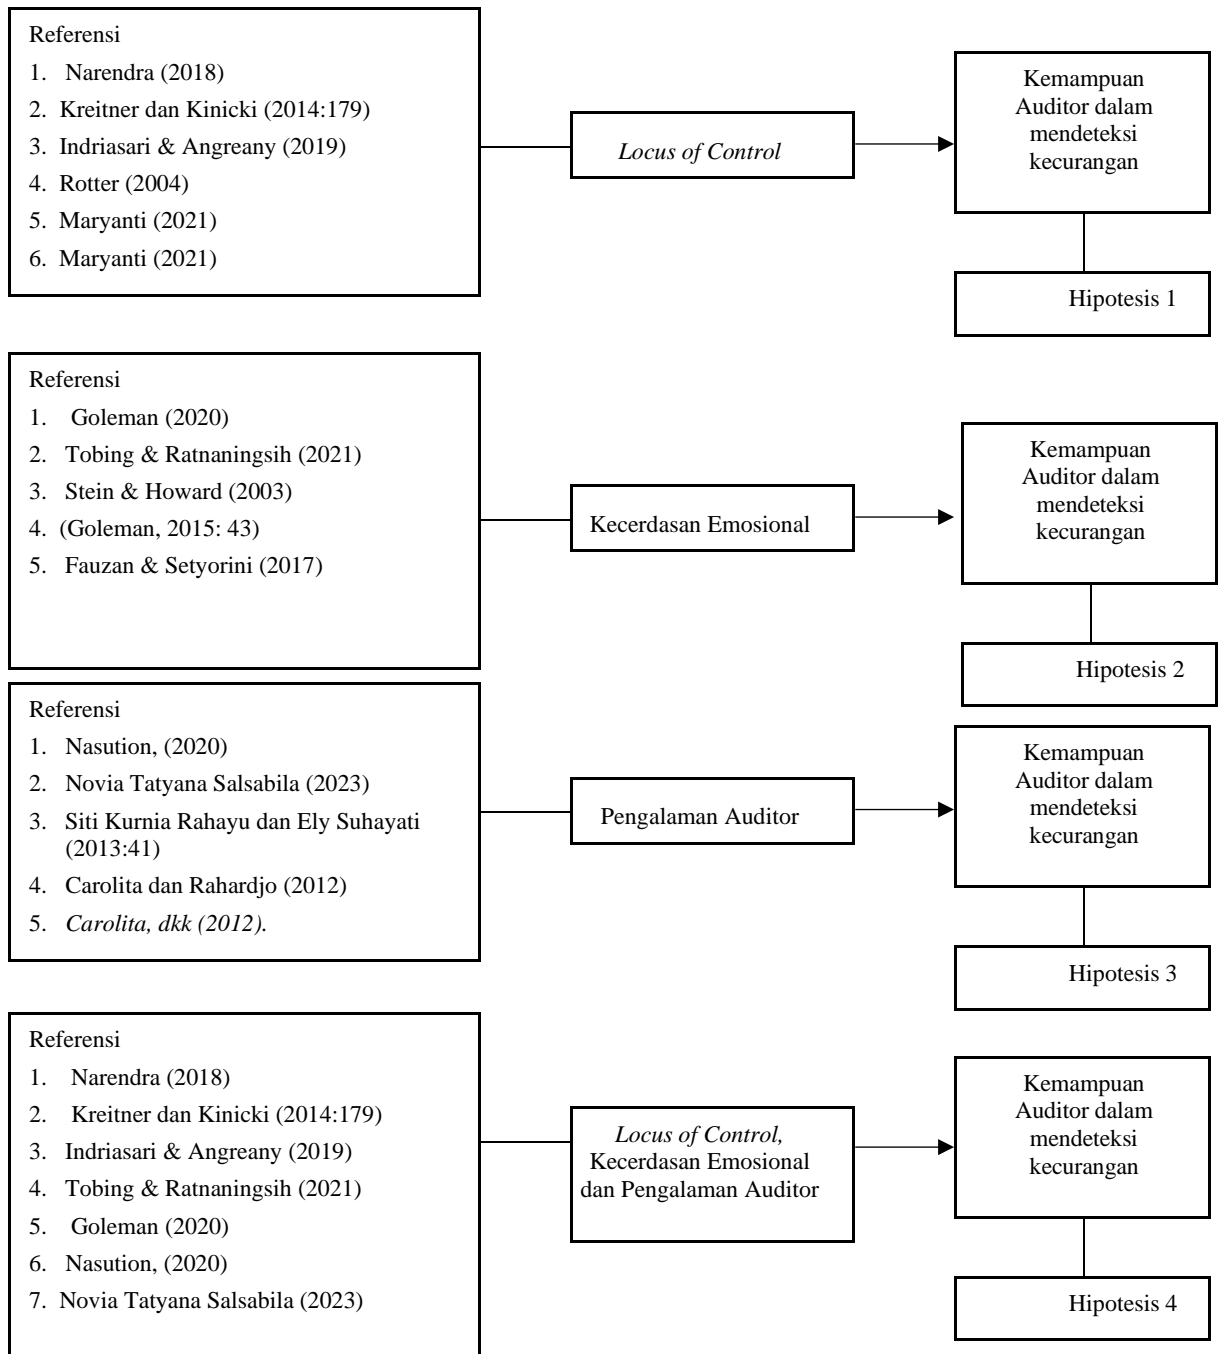 Referensi
1. Narendra (2018)
2. Kreitner dan Kinicki (2014:179)
3. Indriasari & Angreany (2019)
4. Rotter (2004)
5. Maryanti (2021)
6. Maryanti (2021)
Locus of Control
Kemampuan
Auditor dalam
mendeteksi
kecurangan
Hipotesis 1
Referensi
1. Goleman (2020)
2. Tobing & Ratnaningsih (2021)
3. Stein & Howard (2003)
4. (Goleman, 2015: 43)
5. Fauzan & Setyorini (2017)
Kecerdasan Emosional
Kemampuan
Auditor dalam
mendeteksi
kecurangan
Hipotesis 2
Referensi
1. Nasution, (2020)
2. Novia Tatyana Salsabila (2023)
3. Siti Kurnia Rahayu dan Ely Suhayati
(2013:41)
4. Carolita dan Rahardjo (2012)
5. Carolita, dkk (2012).
Pengalaman Auditor
Kemampuan
Auditor dalam
mendeteksi
kecurangan
Hipotesis 3
Referensi
1. Narendra (2018)
2. Kreitner dan Kinicki (2014:179)
3. Indriasari & Angreany (2019)
4. Tobing & Ratnaningsih (2021)
5. Goleman (2020)
6. Nasution, (2020)
7. Novia Tatyana Salsabila (2023)
Locus of Control,
Kecerdasan Emosional
dan Pengalaman Auditor
Kemampuan
Auditor dalam
mendeteksi
kecurangan
Hipotesis 4